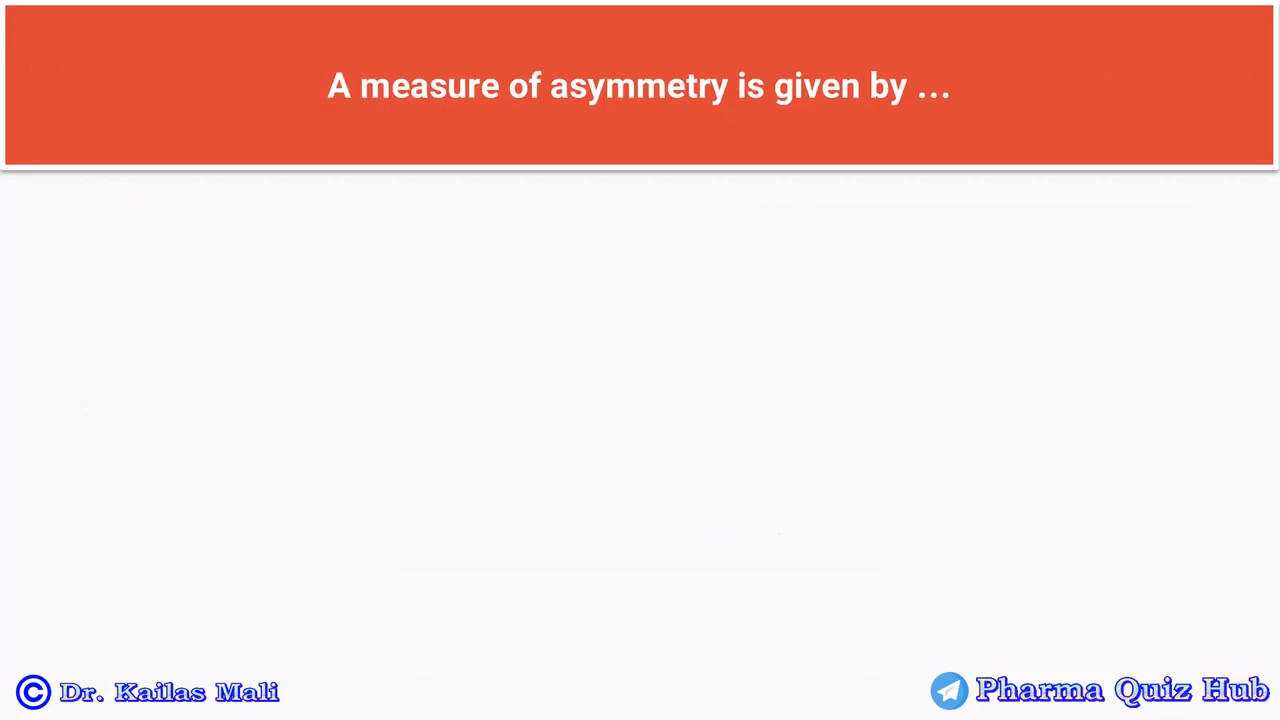 A measure of asymmetry is given by ...
© Dr. Kailas Mali
Pharma Quiz Hub